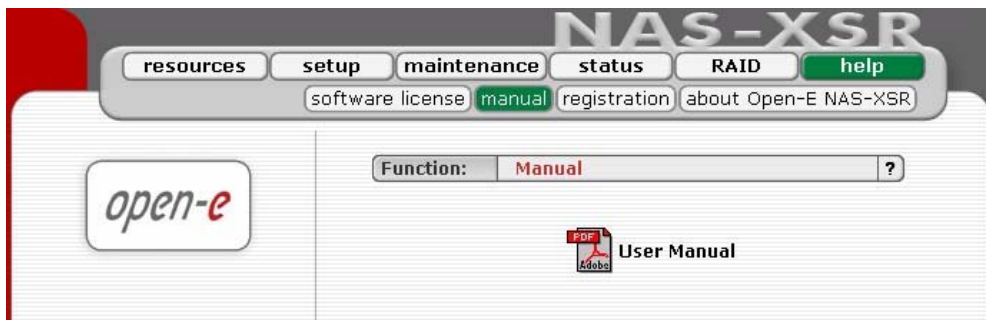 NAS-XSR
resources setup maintenance status RAID help
software license manual registration about Open-E NAS-XSR
Function: Manual ?
open-e
PDF
Adobe
User Manual